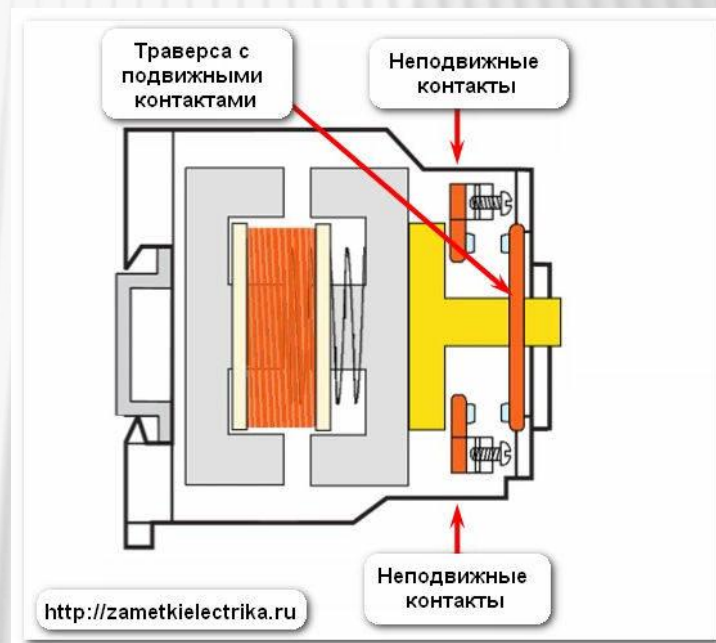 Траверса с
подвижными
контактами
Неподвижные
контакты
Неподвижные
контакты
http://zametkielectrika.ru